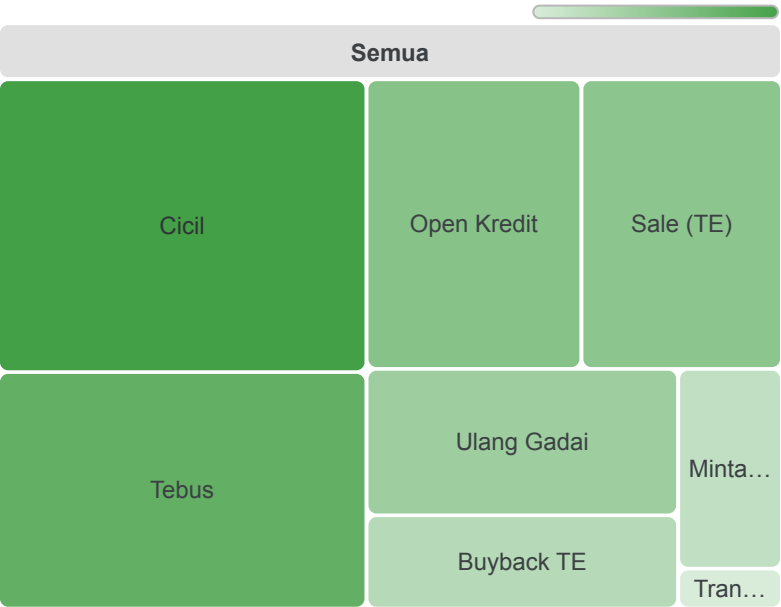 Semua
Cicil
Open Kredit
Sale (TE)
Tebus
Ulang Gadai
Minta…
Buyback TE
Tran…